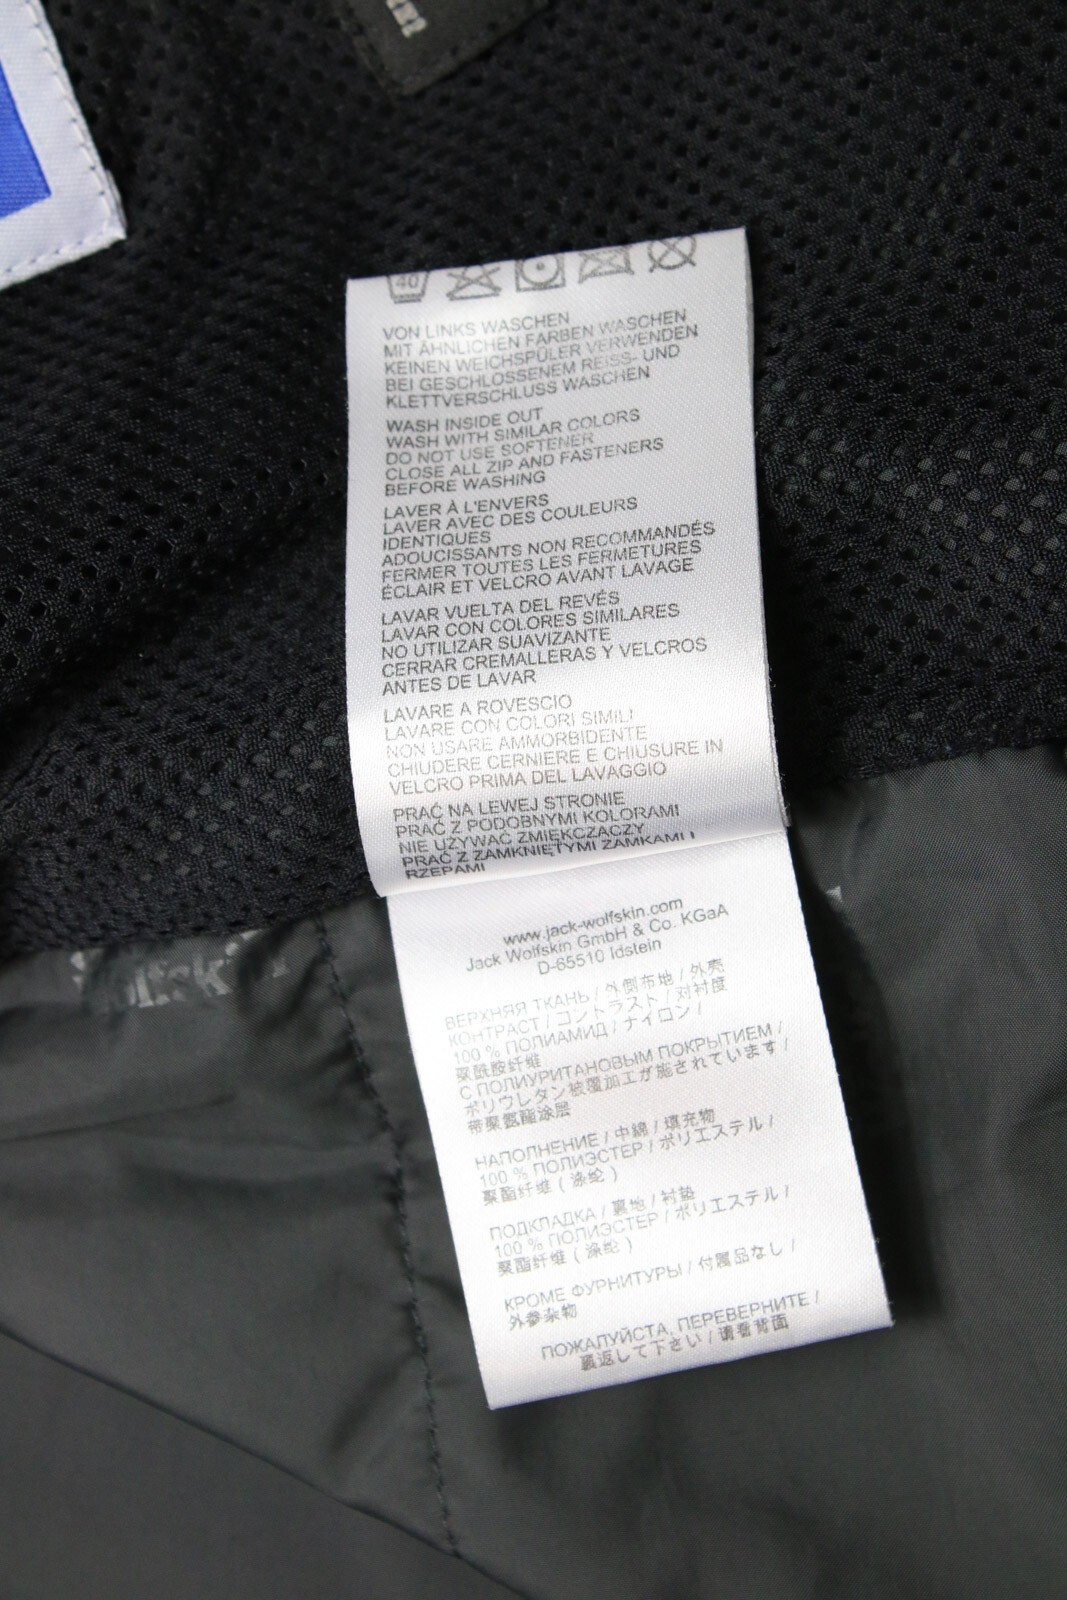 40
VON LINKS WASCHEN
MIT ÄHNLICHEN FARBEN WASCHEN
KEINEN WEICHSPÜLER VERWENDEN
BEI GESCHLOSSENEM REISS- UND
KLETTVERSCHLUSS WASCHEN
WASH INSIDE OUT
WASH WITH SIMILAR COLORS
DO NOT USE SOFTENER
CLOSE ALL ZIP AND FASTENERS
BEFORE WASHING
LAVER À L'ENVERS
LAVER AVEC DES COULEURS
IDENTIQUES
ADOUCISSANTS NON RECOMMANDÉS
FERMER TOUTES LES FERMETURES
ÉCLAIR ET VELCRO AVANT LAVAGE
LAVAR VUELTA DEL REVÉS
LAVAR CON COLORES SIMILARES
NO UTILIZAR SUAVIZANTE
CERRAR CREMALLERAS Y VELCROS
ANTES DE LAVAR
LAVARE A ROVESCIO
LAVARE CON COLORI SIMILI
NON USARE AMMORBIDENTE
CHIUDERE CERNIERE E CHIUSURE IN
VELCRO PRIMA DEL LAVAGGIO
PRAĆ NA LEWEJ STRONIE
PRAĆ Z PODOBNYMI KOLORAMI
NIE UŻYWAĆ ZMIĘKCZACZY
PRAĆ Z ZAMKNIĘTYMI ZAMKAMI I
RZEPAMI
www.jack-wolfskin.com
Jack Wolfskin GmbH & Co. KGaA
D-65510 Idstein
ВЕРХНЯЯ ТКАНЬ / 外側布地 / 外壳
КОНТРАСТ / コントラスト / 对衬度
100 % ПОЛИАМИД / ナイロン /
聚酰胺纤维
С ПОЛИУРИТАНОВЫМ ПОКРЫТИЕМ /
ポリウレタン被覆加工が施されています /
带聚氨酯涂层
НАПОЛНЕНИЕ / 中綿 / 填充物
100 % ПОЛИЭСТЕР / ポリエステル /
聚酯纤维 ( 涤纶 )
ПОДКЛАДКА / 裏地 / 衬垫
100 % ПОЛИЭСТЕР / ポリエステル /
聚酯纤维 ( 涤纶 )
КРОМЕ ФУРНИТУРЫ / 付属品なし /
外参杂物
ПОЖАЛУЙСТА, ПЕРЕВЕРНИТЕ /
裏返して下さい / 请看背面